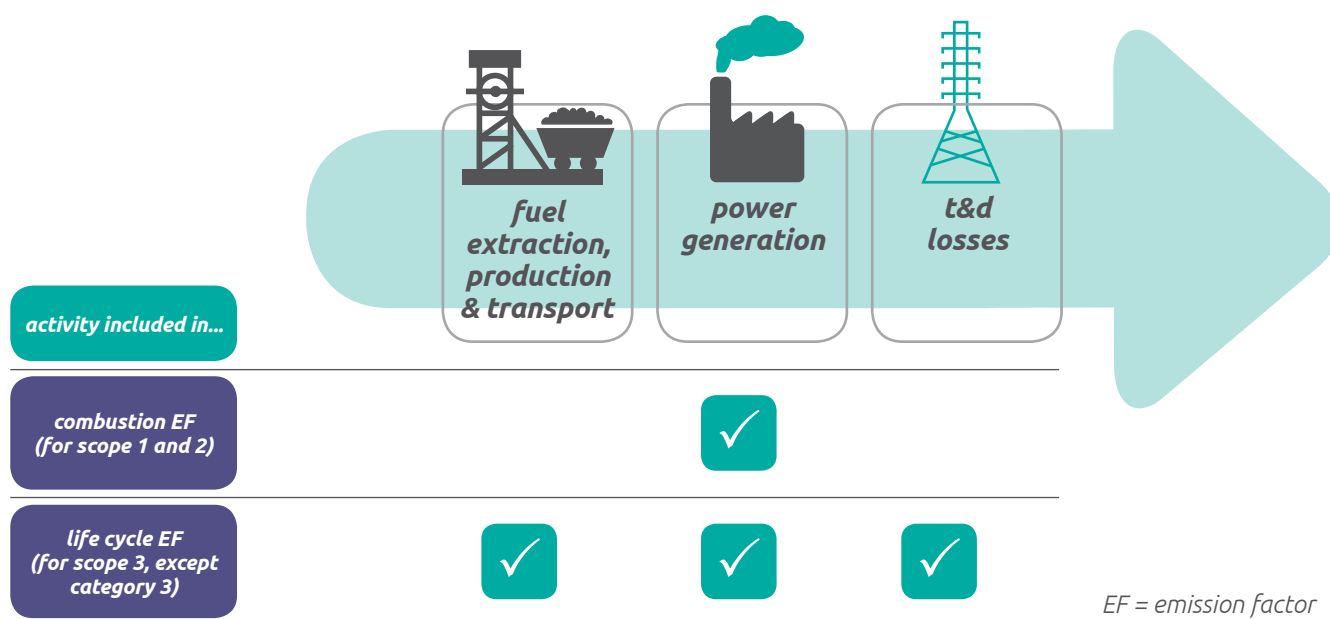 fuel
extraction,
production
& transport
power
generation
t&d
losses
activity included in...
combustion EF
(for scope 1 and 2)
life cycle EF
(for scope 3, except
category 3)
EF = emission factor